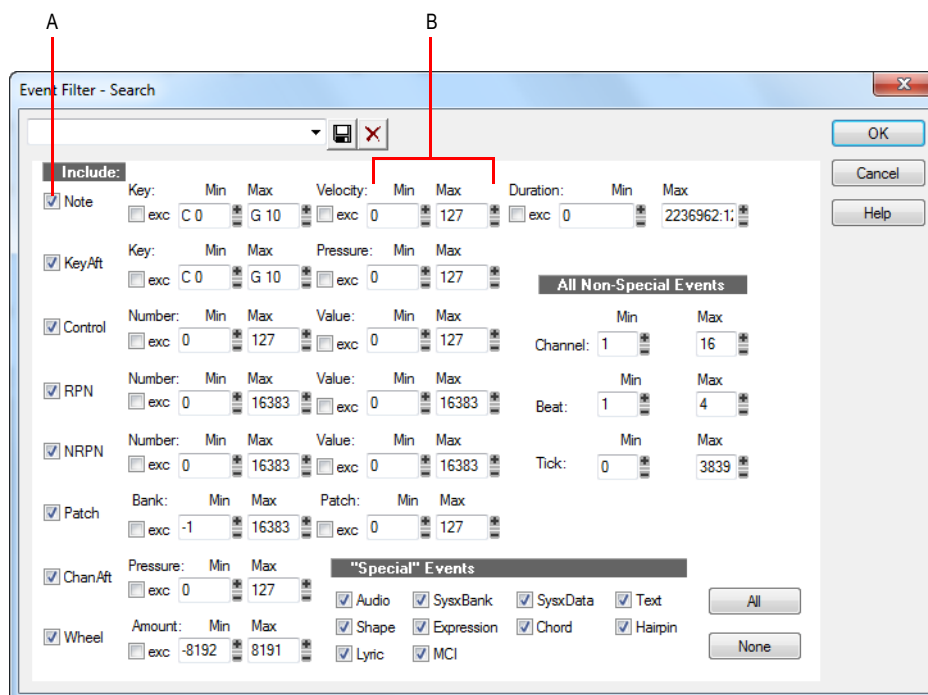 A B
Event Filter - Search
OK
Include:
Cancel
Key: Min Max Velocity: Min Max Duration: Min Max
Note exc C 0 G 10 exc 0 127 exc 0 2236962:1
Help
Key: Min Max Pressure: Min Max
KeyAft exc C 0 G 10 exc 0 127
All Non-Special Events
Number: Min Max Value: Min Max Min Max
Control exc 0 127 exc 0 127 Channel: 1 16
Number: Min Max Value: Min Max Min Max
RPN exc 0 16383 exc 0 16383 Beat: 1 4
Number: Min Max Value: Min Max Min Max
NRPN exc 0 16383 exc 0 16383 Tick: 0 3839
Bank: Min Max Patch: Min Max
Patch exc -1 16383 exc 0 127
Pressure: Min Max "Special" Events
ChanAft exc 0 127 Audio SysxBank SysxData Text All
Amount: Min Max Shape Expression Chord Hairpin
Wheel exc -8192 8191 Lyric MCI None